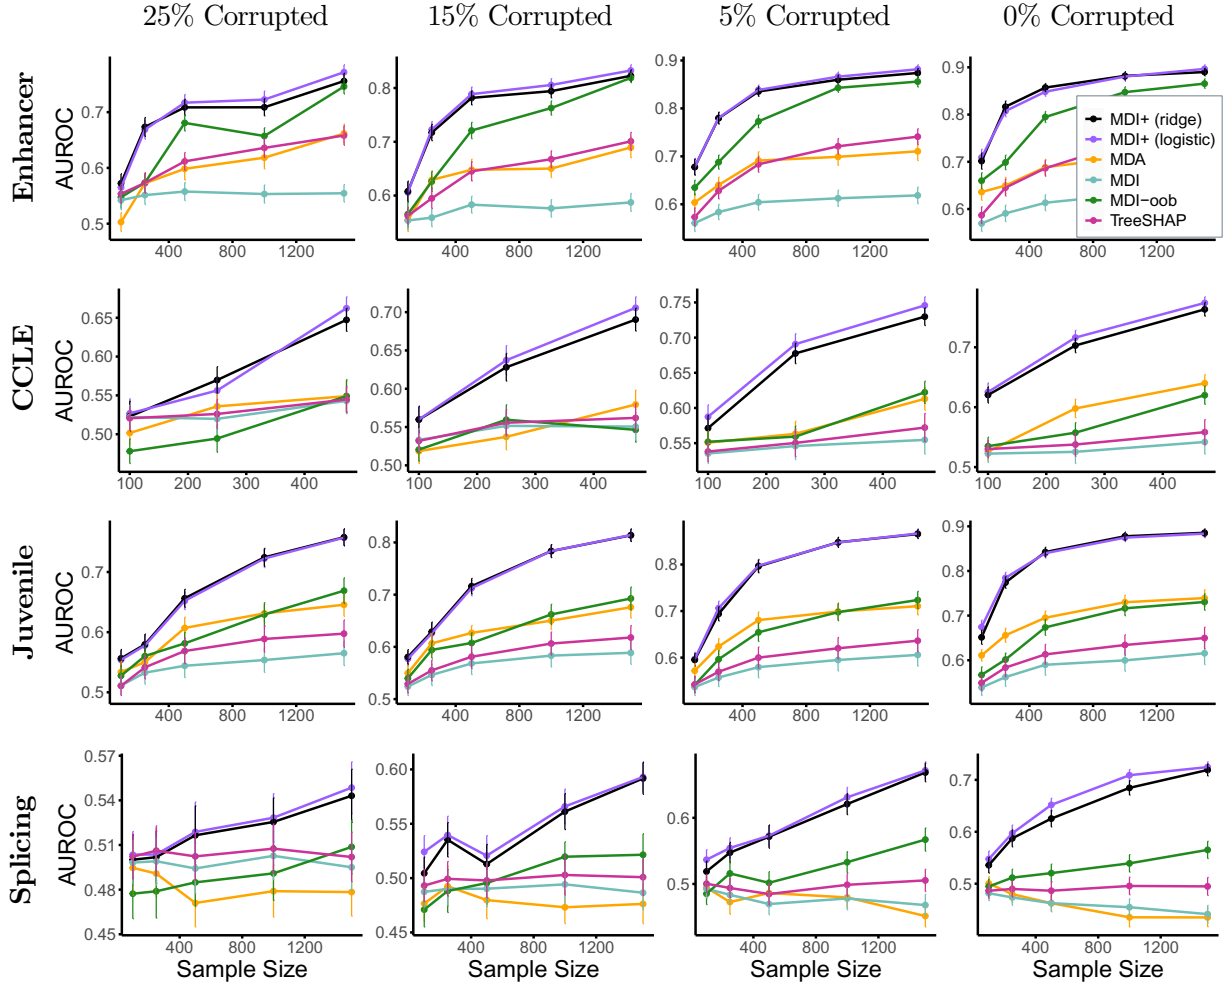 25% Corrupted 15% Corrupted 5% Corrupted 0% Corrupted
Enhancer
AUROC
0.7
0.6
0.5
400 800 1200
0.8
0.7
0.6
400 800 1200
0.9
0.8
0.7
0.6
400 800 1200
0.9
0.8
0.7
0.6
400 800 1200
MDI+ (ridge)
MDI+ (logistic)
MDA
MDI
MDI-oob
TreeSHAP
CCLE
AUROC
0.65
0.60
0.55
0.50
100 200 300 400
0.70
0.65
0.60
0.55
0.50
100 200 300 400
0.75
0.70
0.65
0.60
0.55
100 200 300 400
0.7
0.6
0.5
100 200 300 400
Juvenile
AUROC
0.7
0.6
0.5
400 800 1200
0.8
0.7
0.6
0.5
400 800 1200
0.8
0.7
0.6
400 800 1200
0.9
0.8
0.7
0.6
400 800 1200
Splicing
AUROC
0.57
0.54
0.51
0.48
0.45
400 800 1200
Sample Size
0.60
0.55
0.50
0.45
400 800 1200
Sample Size
0.6
0.5
400 800 1200
Sample Size
0.7
0.6
0.5
400 800 1200
Sample Size